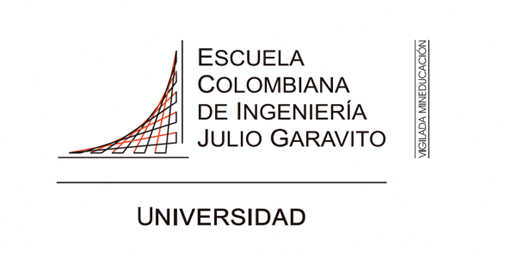 ESCUELA
COLOMBIANA
DE INGENIERÍA
JULIO GARAVITO
VIGILADA MINEDUCACIÓN
UNIVERSIDAD